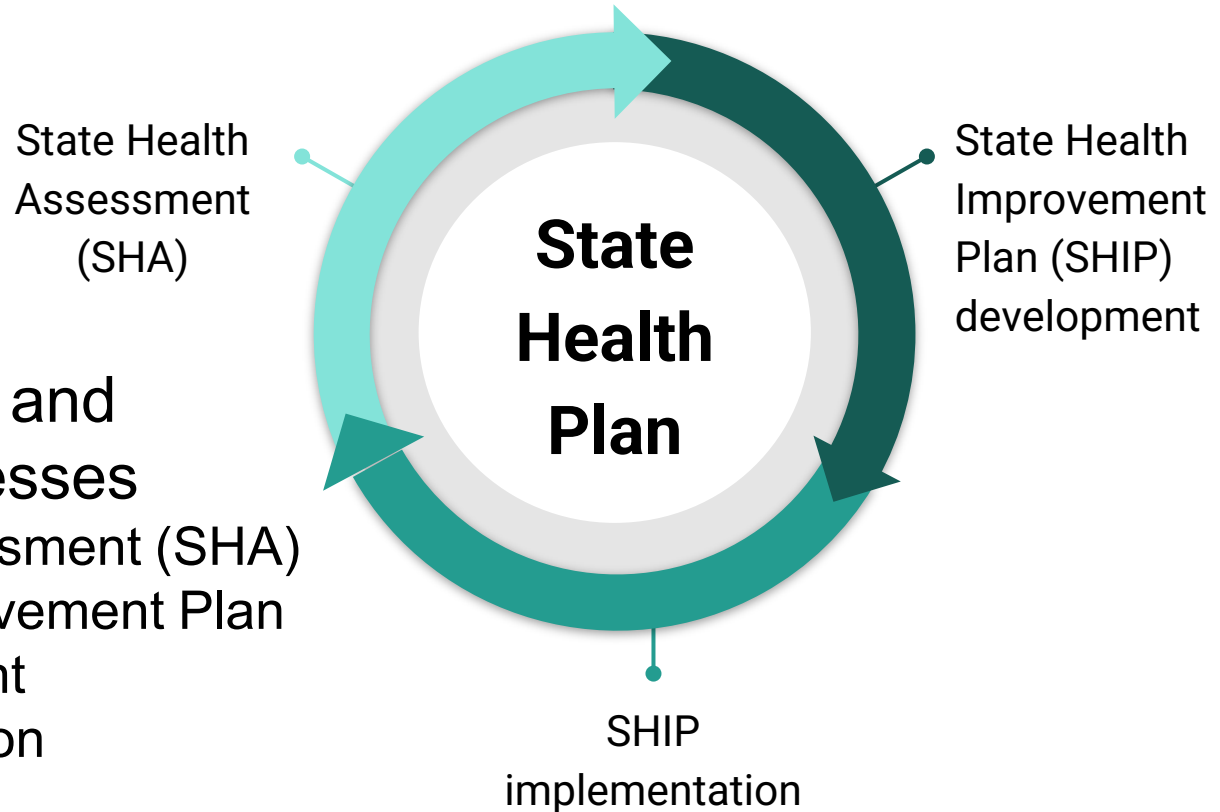 State Health
Assessment
(SHA)
State Health
Improvement
Plan (SHIP)
development
State
Health
Plan
and
esses
sment (SHA)
vement Plan
nt
on
SHIP
implementation